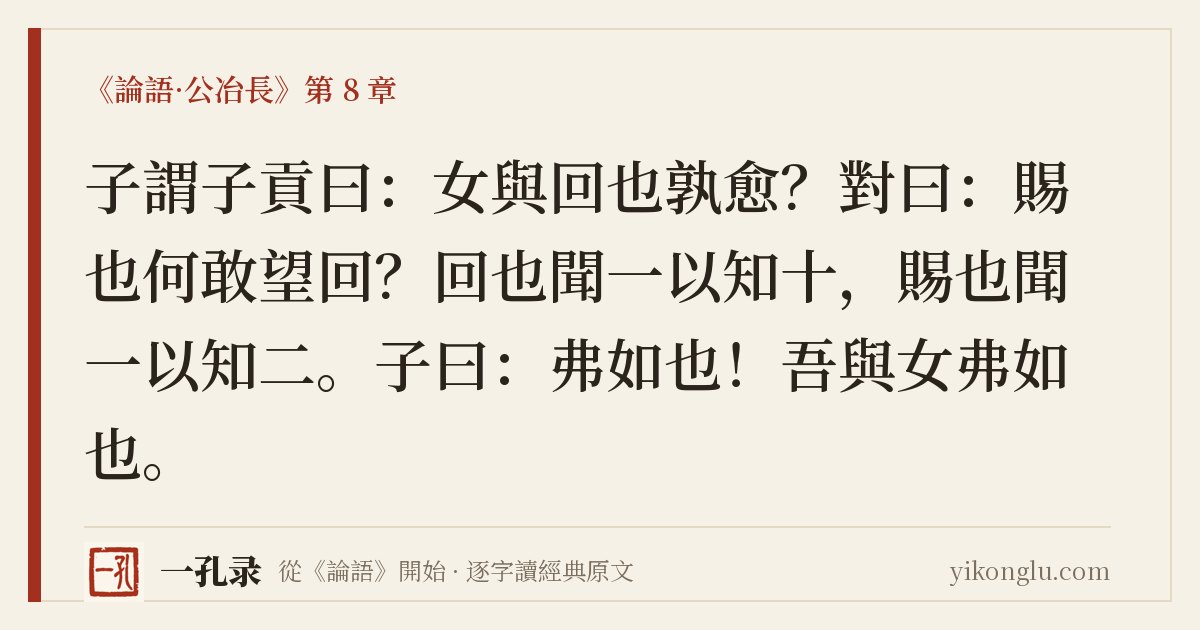 《論語·公冶長》第 8 章
子謂子貢曰：女與回也孰愈？對曰：賜
也何敢望回？回也聞一以知十，賜也聞
一以知二。子曰：弗如也！吾與女弗如
也。
一孔
一孔录 從《論語》開始 · 逐字讀經典原文 yikonglu.com